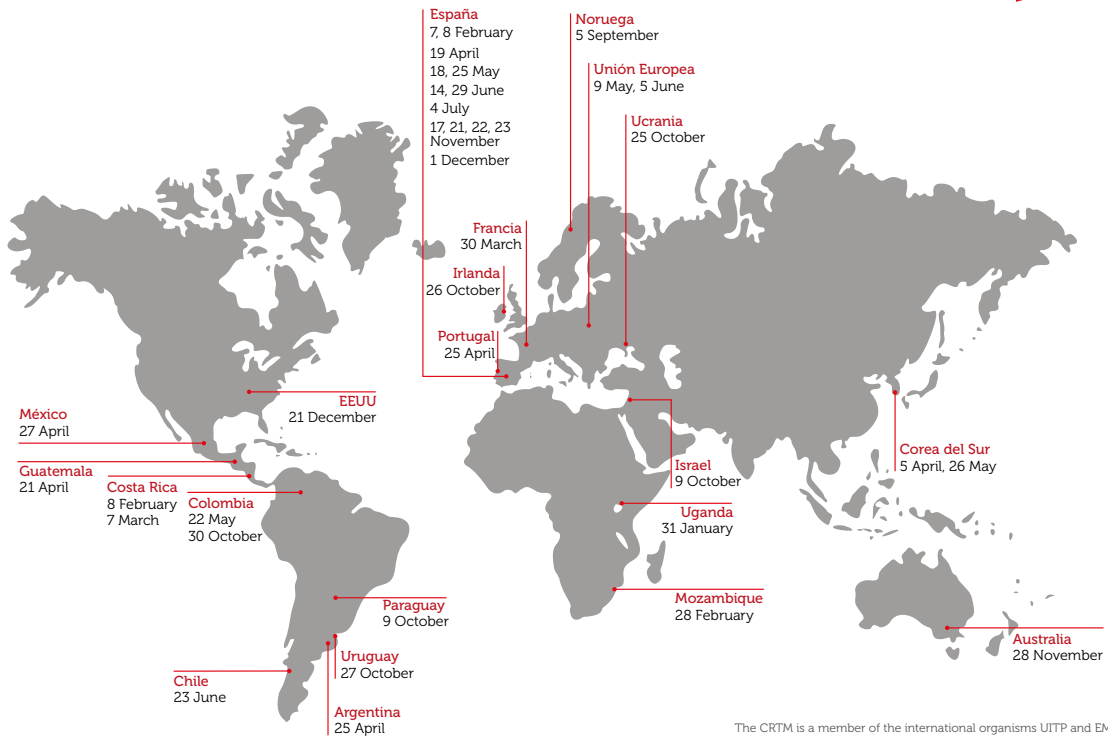 España
7, 8 February
19 April
18, 25 May
14, 29 June
4 July
17, 21, 22, 23
November
1 December
Noruega
5 September
Unión Europea
9 May, 5 June
Ucrania
25 October
Francia
30 March
Irlanda
26 October
Portugal
25 April
EEUU
21 December
México
27 April
Guatemala
21 April
Costa Rica
8 February
7 March
Colombia
22 May
30 October
Israel
9 October
Uganda
31 January
Corea del Sur
5 April, 26 May
Paraguay
9 October
Mozambique
28 February
Uruguay
27 October
Australia
28 November
Chile
23 June
Argentina
25 April
The CRTM is a member of the international organisms UITP and EM